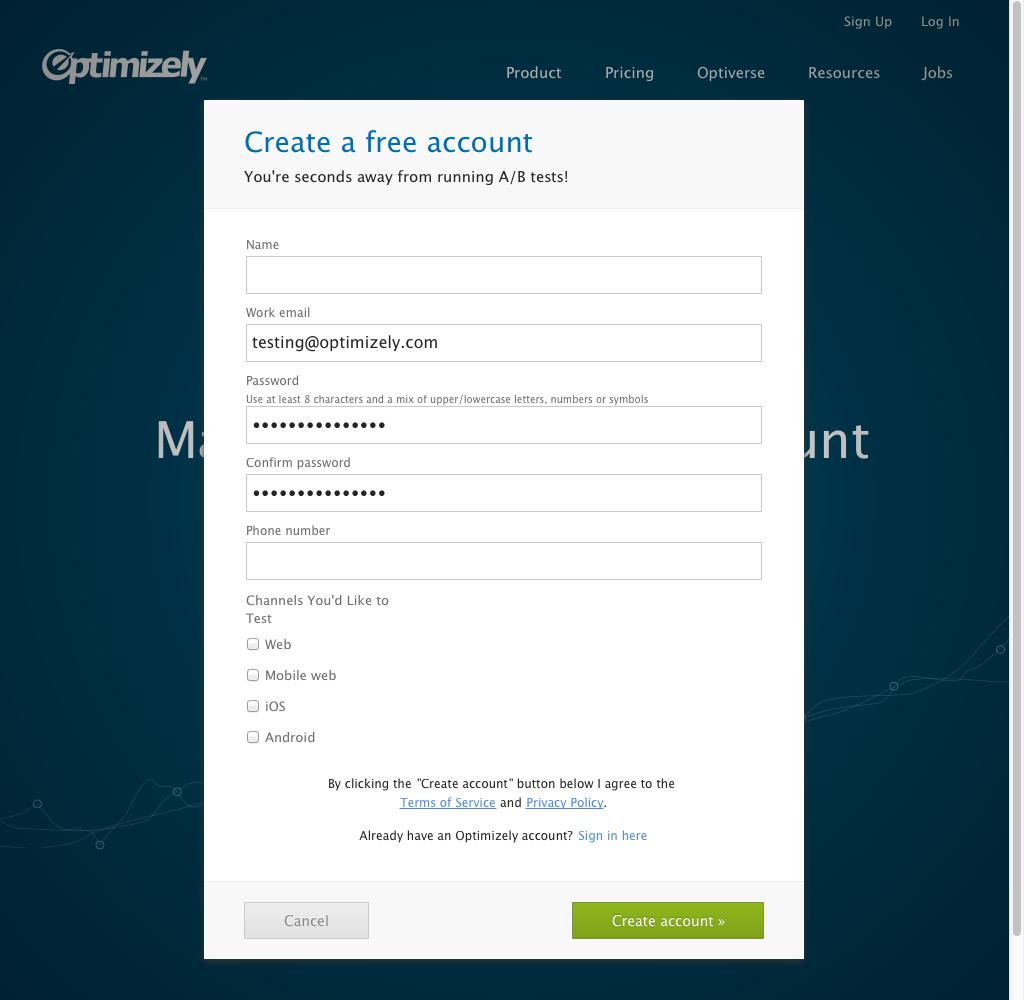 Sign Up Log In
Optimizely™
Product Pricing Optiverse Resources Jobs
Create a free account
You're seconds away from running A/B tests!
Name
Work email
testing@optimizely.com
Password
Use at least 8 characters and a mix of upper/lowercase letters, numbers or symbols
•••••••••••••••
Confirm password
•••••••••••••••
Phone number
Channels You'd Like to
Test
Web
Mobile web
iOS
Android
By clicking the "Create account" button below I agree to the
Terms of Service and Privacy Policy.
Already have an Optimizely account? Sign in here
Cancel Create account »